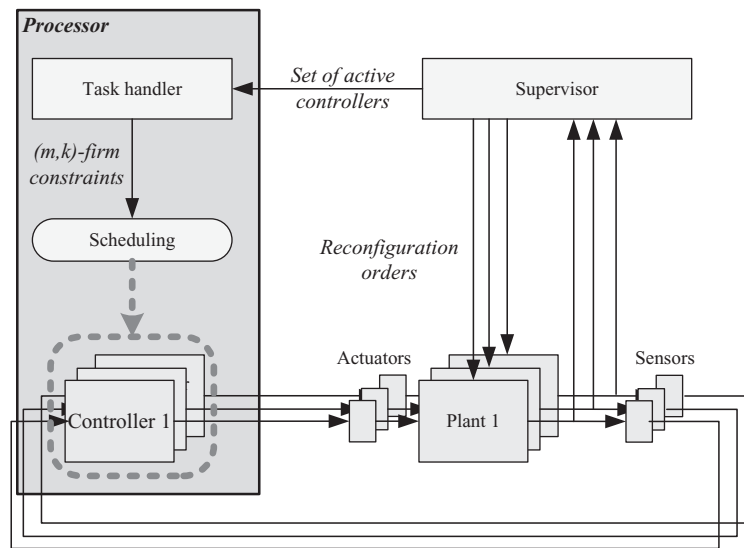 Processor
Task handler
Set of active
controllers
Supervisor
(m,k)-firm
constraints
Scheduling
Reconfiguration
orders
Actuators
Sensors
Controller 1
Plant 1